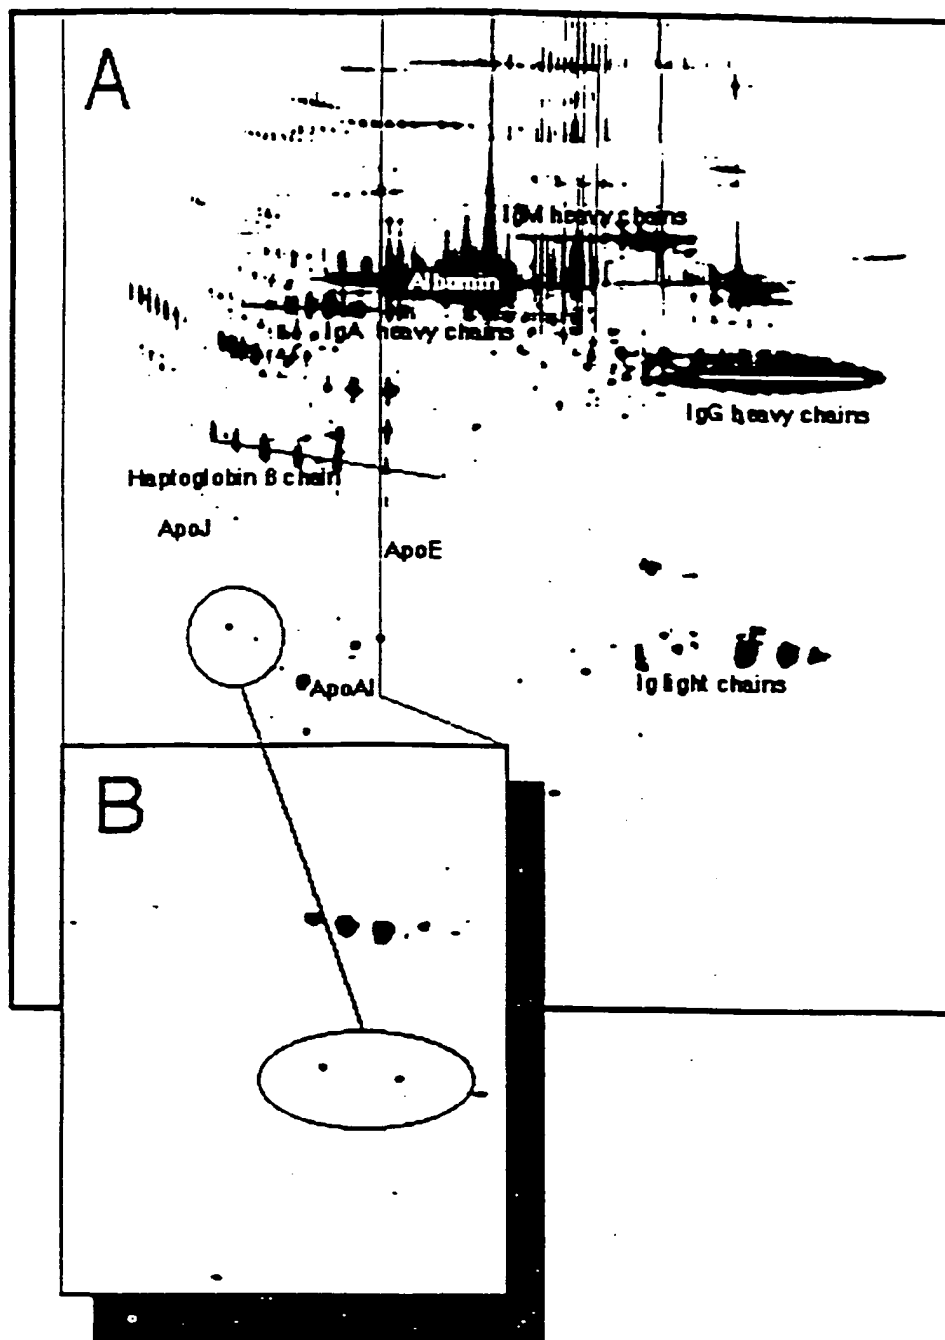 A
IgM heavy chains
Albumin
IgA heavy chains
IgG heavy chains
Haptoglobin β chain
ApoJ
ApoE
ApoAI
Ig light chains
B